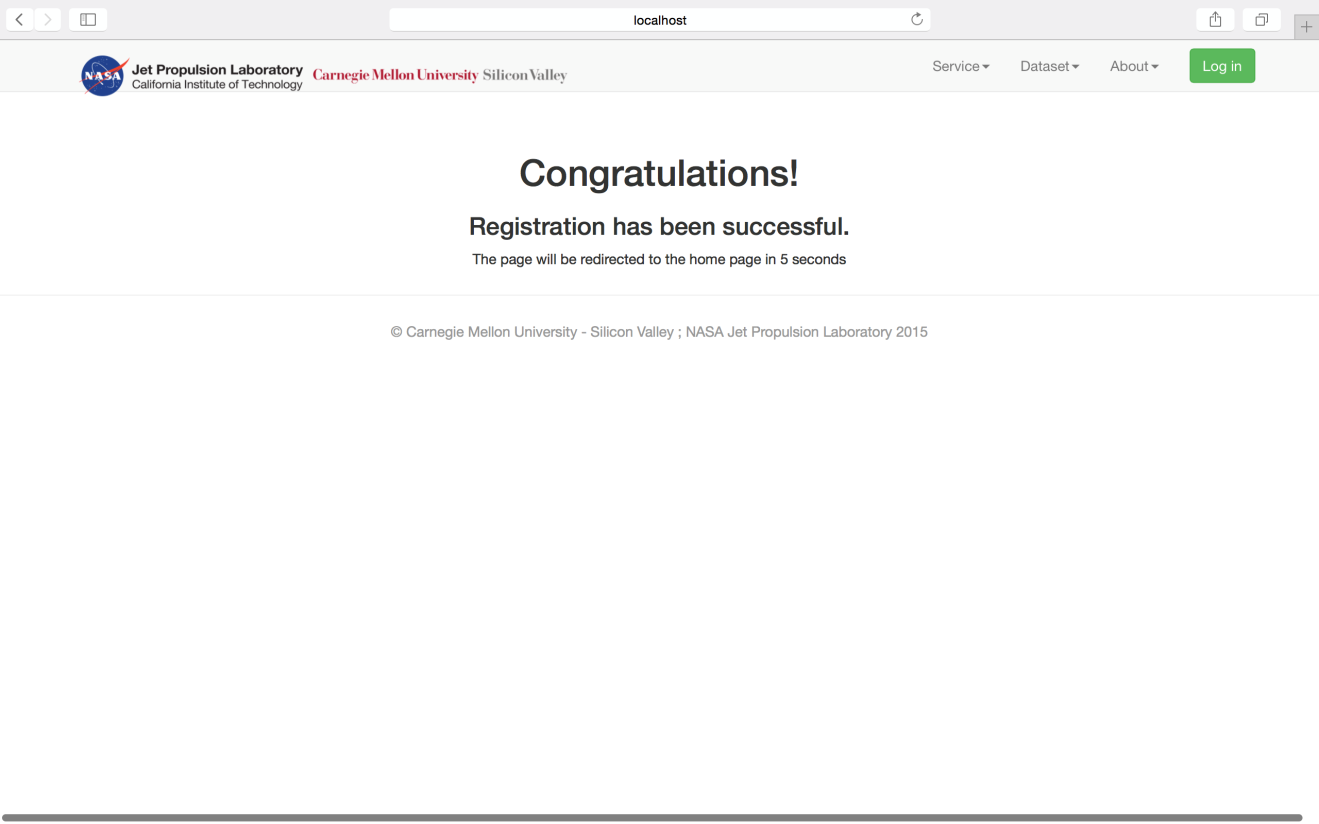 localhost
NASA Jet Propulsion Laboratory
California Institute of Technology
Carnegie Mellon University Silicon Valley
Service Dataset About Log in
Congratulations!
Registration has been successful.
The page will be redirected to the home page in 5 seconds
© Carnegie Mellon University - Silicon Valley ; NASA Jet Propulsion Laboratory 2015